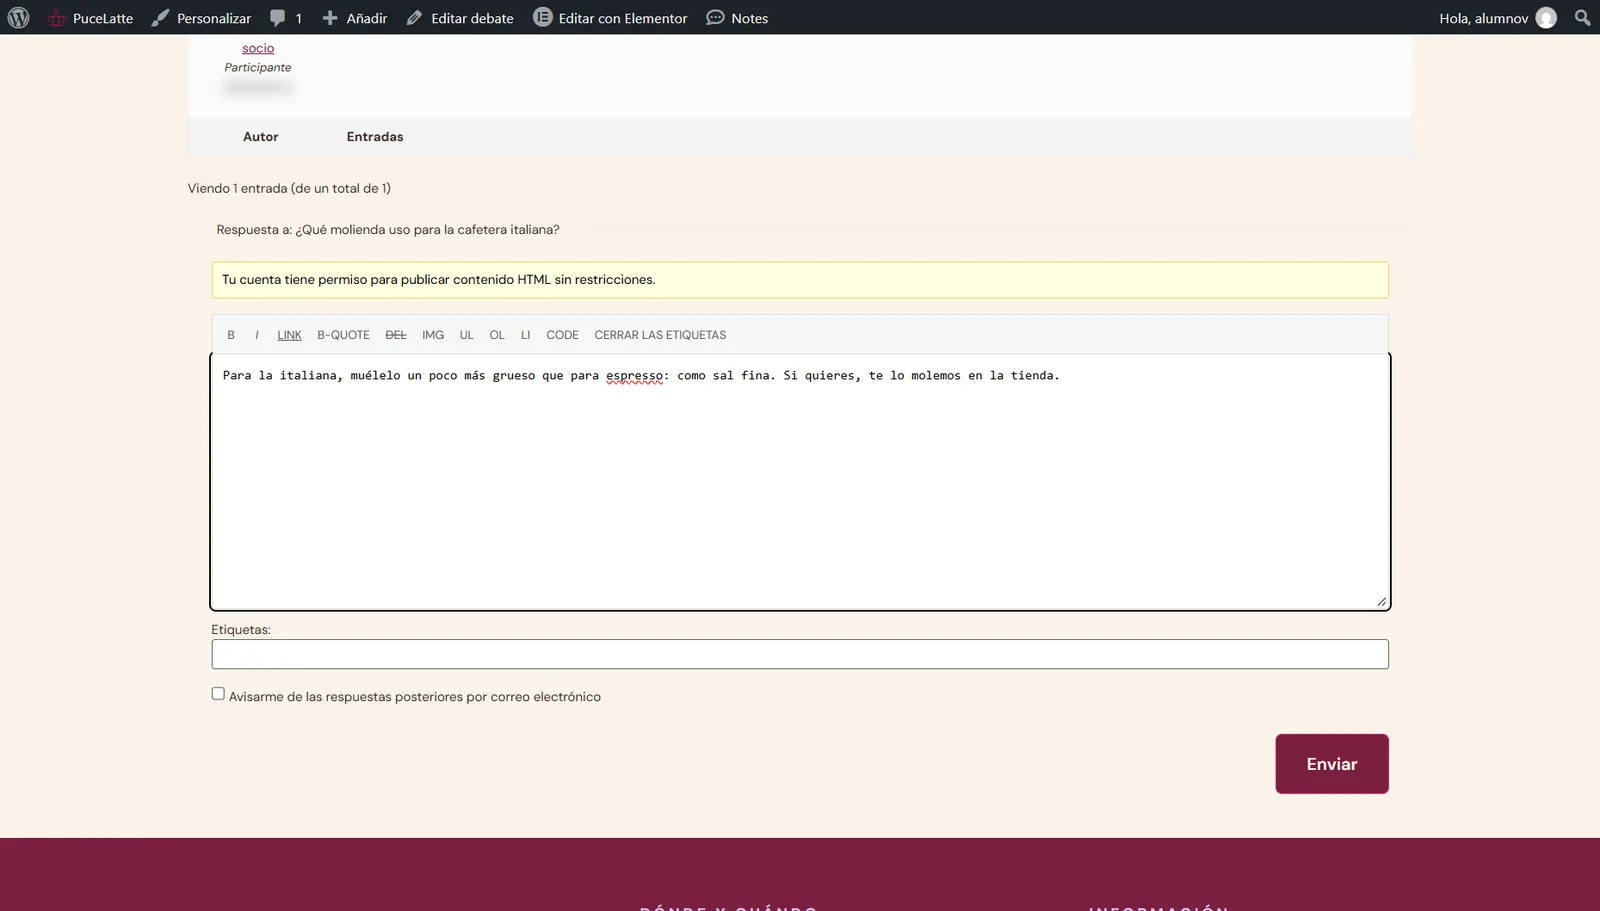 PuceLatte Personalizar 1 Añadir Editar debate Editar con Elementor Notes Hola, alumnov
socio
Participante
Autor Entradas
Viendo 1 entrada (de un total de 1)
Respuesta a: ¿Qué molienda uso para la cafetera italiana?
Tu cuenta tiene permiso para publicar contenido HTML sin restricciones.
B I LINK B-QUOTE DEL IMG UL OL LI CODE CERRAR LAS ETIQUETAS
Para la italiana, muélelo un poco más grueso que para espresso: como sal fina. Si quieres, te lo molemos en la tienda.
Etiquetas:
Avisarme de las respuestas posteriores por correo electrónico
Enviar
DÓNDE Y CUÁNDO INFORMACIÓN